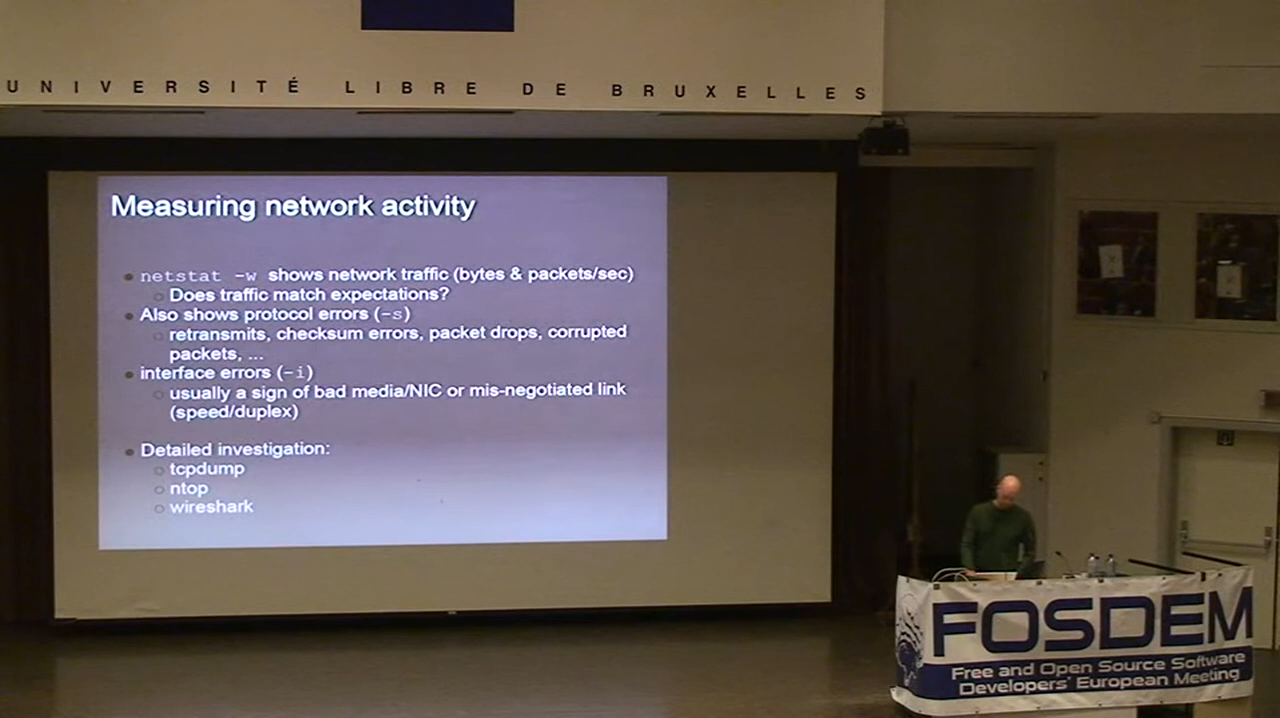 UNIVERSITÉ LIBRE DE BRUXELLES
Measuring network activity
netstat -w shows network traffic (bytes & packets/sec)
Does traffic match expectations?
Also shows protocol errors (-s)
retransmits, checksum errors, packet drops, corrupted
packets, ...
interface errors (-i)
usually a sign of bad media/NIC or mis-negotiated link
(speed/duplex)
Detailed investigation:
tcpdump
ntop
wireshark
FOSDEM
Free and Open Source Software
Developers' European Meeting